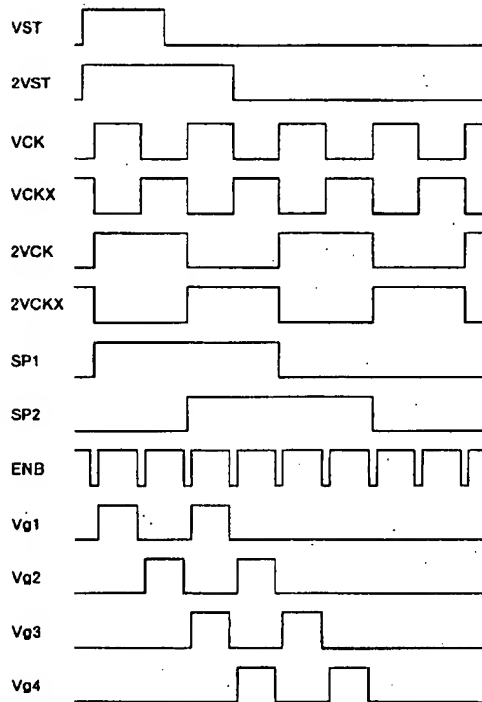 VST
2VST
VCK
VCKX
2VCK
2VCKX
SP1
SP2
ENB
Vg1
Vg2
Vg3
Vg4